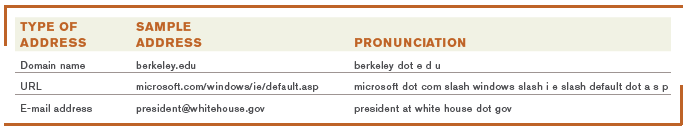 TYPE OF ADDRESS SAMPLE ADDRESS PRONUNCIATION
Domain name berkeley.edu berkeley dot e d u
URL microsoft.com/windows/ie/default.asp microsoft dot com slash windows slash i e slash default dot a s p
E-mail address president@whitehouse.gov president at white house dot gov